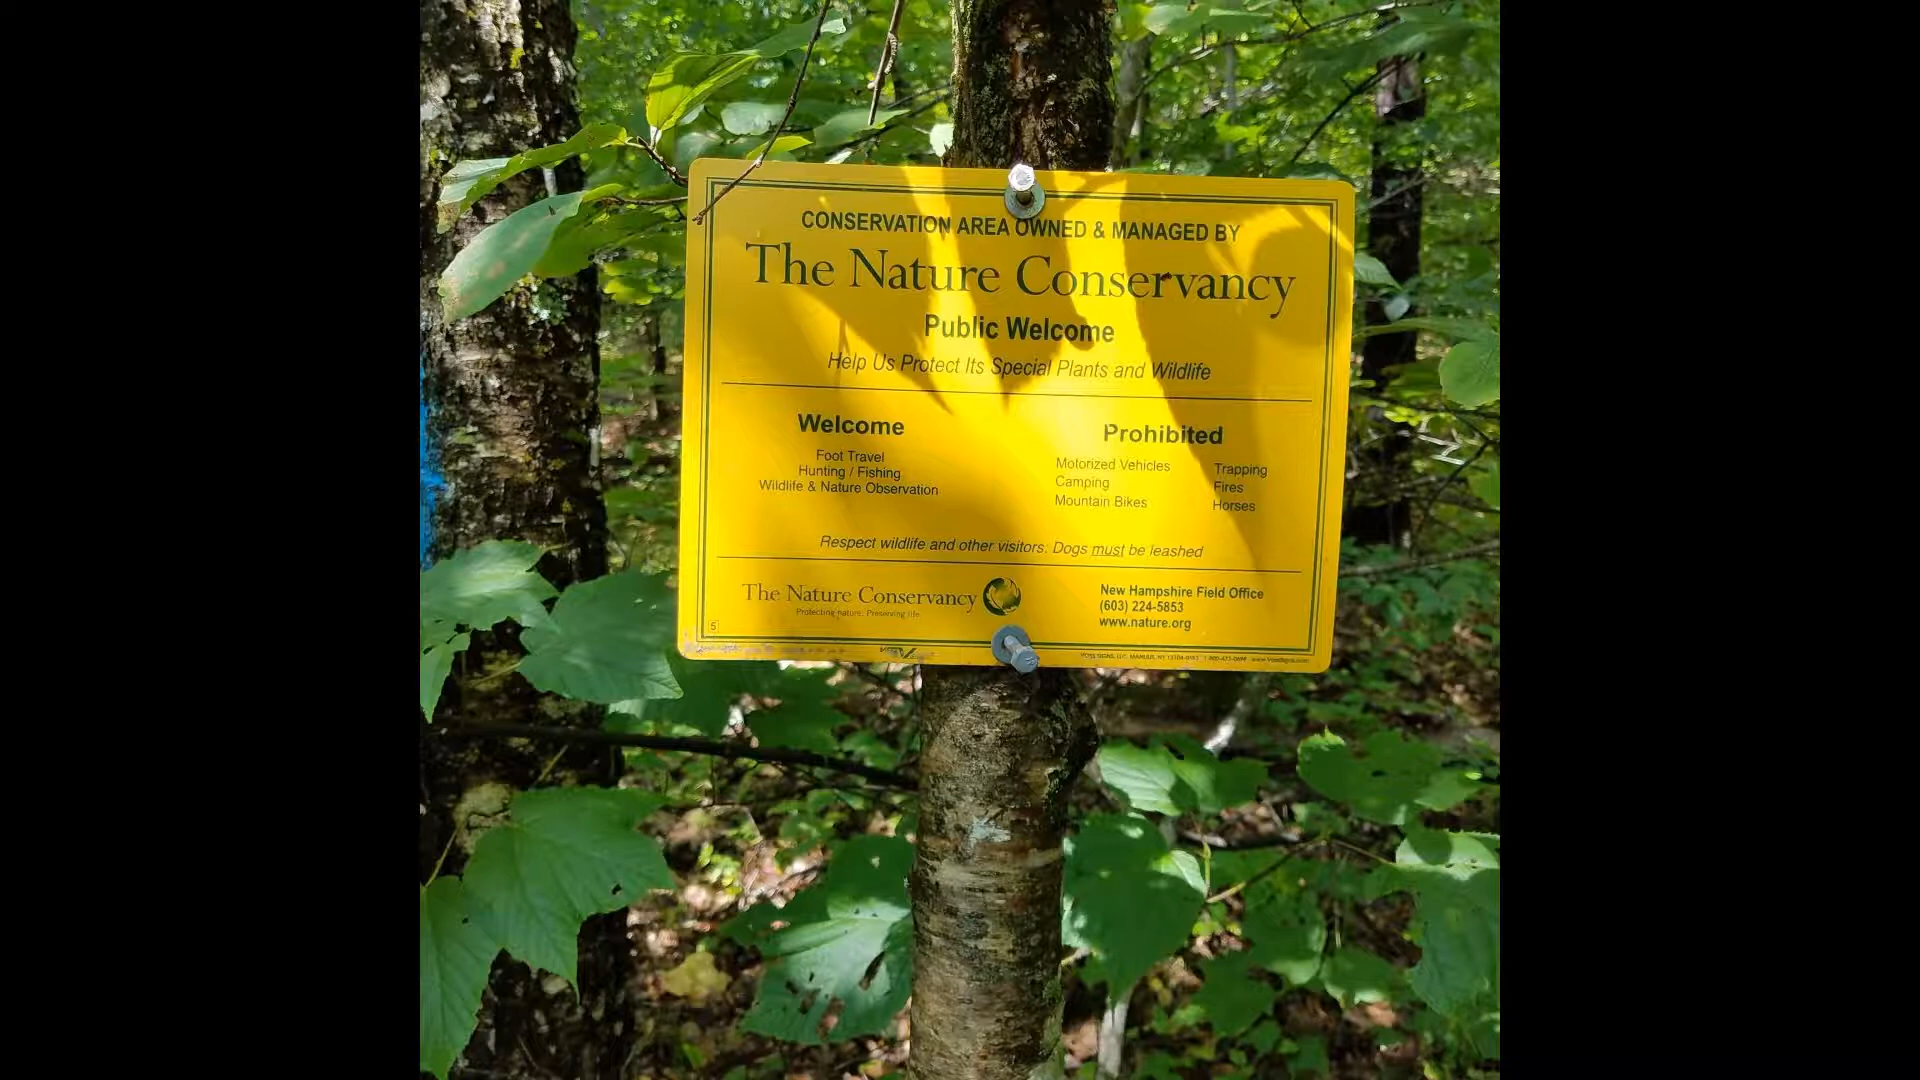 CONSERVATION AREA OWNED & MANAGED BY
The Nature Conservancy
Public Welcome
Help Us Protect Its Special Plants and Wildlife
Welcome
Foot Travel
Hunting / Fishing
Wildlife & Nature Observation
Prohibited
Motorized Vehicles
Camping
Mountain Bikes
Trapping
Fires
Horses
Respect wildlife and other visitors: Dogs must be leashed
The Nature Conservancy
Protecting nature. Preserving life.
New Hampshire Field Office
(603) 224-5853
www.nature.org
5